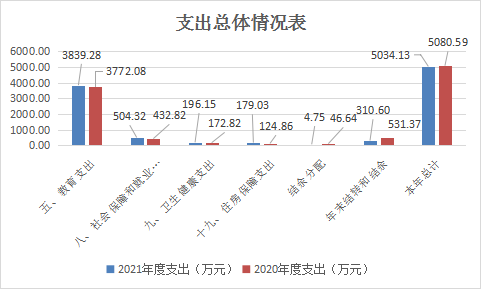 支出总体情况表
6000.00
5000.00
4000.00
3000.00
2000.00
1000.00
0.00
3839.28
3772.08
504.32
432.82
196.15
172.82
179.03
124.86
4.75
46.64
310.60
531.37
5034.13
5080.59
五、教育支出
八、社会保障和就业…
九、卫生健康支出
十九、住房保障支出
结余分配
年末结转和结余
本年总计
2021年度支出（万元）
2020年度支出（万元）